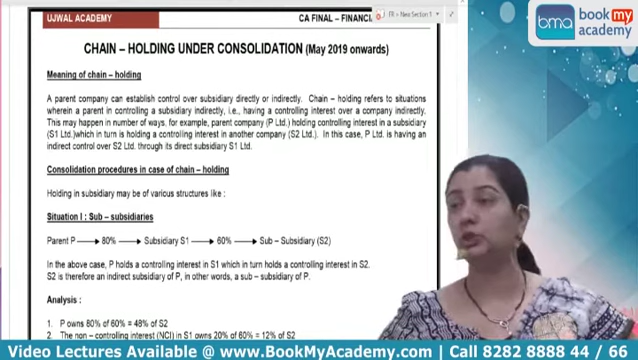 UJWAL ACADEMY
CA FINAL – FINANCIA
FR – New Section 1
bma book my academy
CHAIN – HOLDING UNDER CONSOLIDATION (May 2019 onwards)
Meaning of chain – holding
A parent company can establish control over subsidiary directly or indirectly. Chain – holding refers to situations
wherein a parent in controlling a subsidiary indirectly, i.e., having a controlling interest over a company indirectly.
This may happen in number of ways, for example, parent company (P Ltd.) holding controlling interest in a subsidiary
(S1 Ltd.)which in turn is holding a controlling interest in another company (S2 Ltd.). In this case, P Ltd. is having an
indirect control over S2 Ltd. through its direct subsidiary S1 Ltd.
Consolidation procedures in case of chain – holding
Holding in subsidiary may be of various structures like :
Situation I : Sub – subsidiaries
Parent P → 80% → Subsidiary S1 → 60% → Sub – Subsidiary (S2)
In the above case, P holds a controlling interest in S1 which in turn holds a controlling interest in S2.
S2 is therefore an indirect subsidiary of P, in other words, a sub – subsidiary of P.
Analysis :
1. P owns 80% of 60% = 48% of S2
2. The non – controlling interest (NCI) in S1 owns 20% of 60% = 12% of S2
Video Lectures Available @ www.BookMyAcademy.com | Call 8282 8888 44 / 66